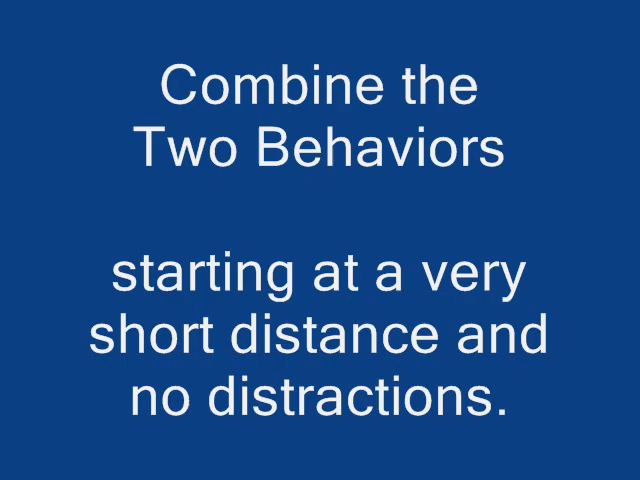 Combine the
Two Behaviors
starting at a very
short distance and
no distractions.